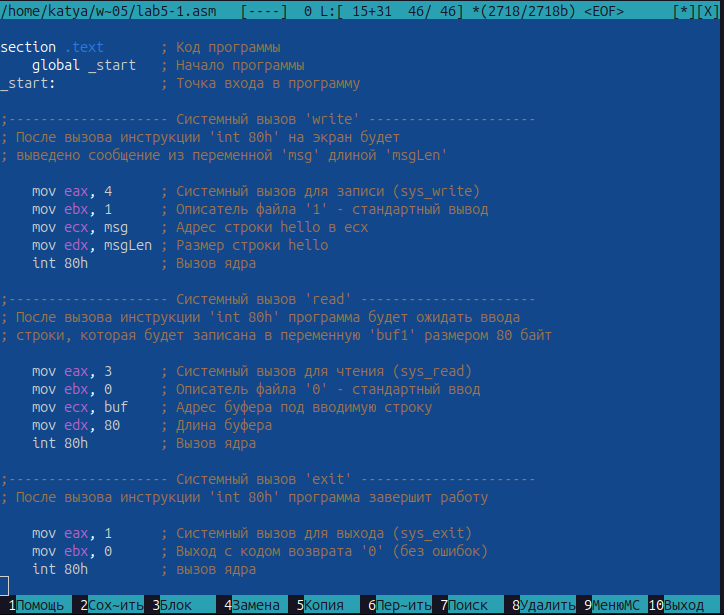 /home/katya/w~05/lab5-1.asm   [----]  0 L:[ 15+31  46/ 46] *(2718/2718b) <EOF>      [*][X]
section .text       ; Код программы
    global _start   ; Начало программы
_start:             ; Точка входа в программу
;-------------------- Системный вызов 'write' ----------------------
; После вызова инструкции 'int 80h' на экран будет
; выведено сообщение из переменной 'msg' длиной 'msgLen'
    mov eax, 4      ; Системный вызов для записи (sys_write)
    mov ebx, 1      ; Описатель файла '1' - стандартный вывод
    mov ecx, msg    ; Адрес строки hello в ecx
    mov edx, msgLen ; Размер строки hello
    int 80h         ; Вызов ядра
;-------------------- Системный вызов 'read' ----------------------
; После вызова инструкции 'int 80h' программа будет ожидать ввода
; строки, которая будет записана в переменную 'buf1' размером 80 байт
    mov eax, 3      ; Системный вызов для чтения (sys_read)
    mov ebx, 0      ; Описатель файла '0' - стандартный ввод
    mov ecx, buf    ; Адрес буфера под вводимую строку
    mov edx, 80     ; Длина буфера
    int 80h         ; Вызов ядра
;-------------------- Системный вызов 'exit' ----------------------
; После вызова инструкции 'int 80h' программа завершит работу
    mov eax, 1      ; Системный вызов для выхода (sys_exit)
    mov ebx, 0      ; Выход с кодом возврата '0' (без ошибок)
    int 80h         ; вызов ядра
1Помощь  2Сох~ить 3Блок    4Замена  5Копия   6Пер~ить 7Поиск   8Удалить 9МенюMC 10Выход